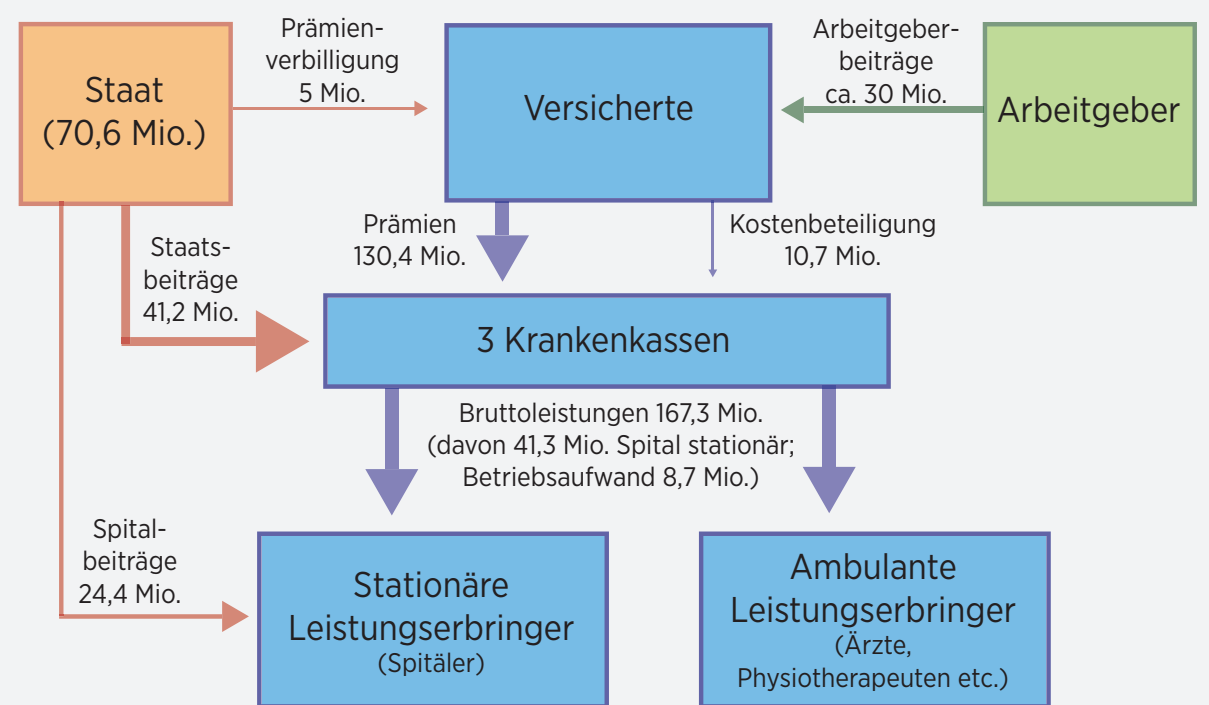 Staat
(70,6 Mio.)
Prämien-
verbilligung
5 Mio.
Versicherte
Arbeitgeber-
beiträge
ca. 30 Mio.
Arbeitgeber
Staats-
beiträge
41,2 Mio.
Prämien
130,4 Mio.
Kostenbeteiligung
10,7 Mio.
3 Krankenkassen
Bruttoleistungen 167,3 Mio.
(davon 41,3 Mio. Spital stationär;
Betriebsaufwand 8,7 Mio.)
Spital-
beiträge
24,4 Mio.
Stationäre
Leistungserbringer
(Spitäler)
Ambulante
Leistungserbringer
(Ärzte,
Physiotherapeuten etc.)